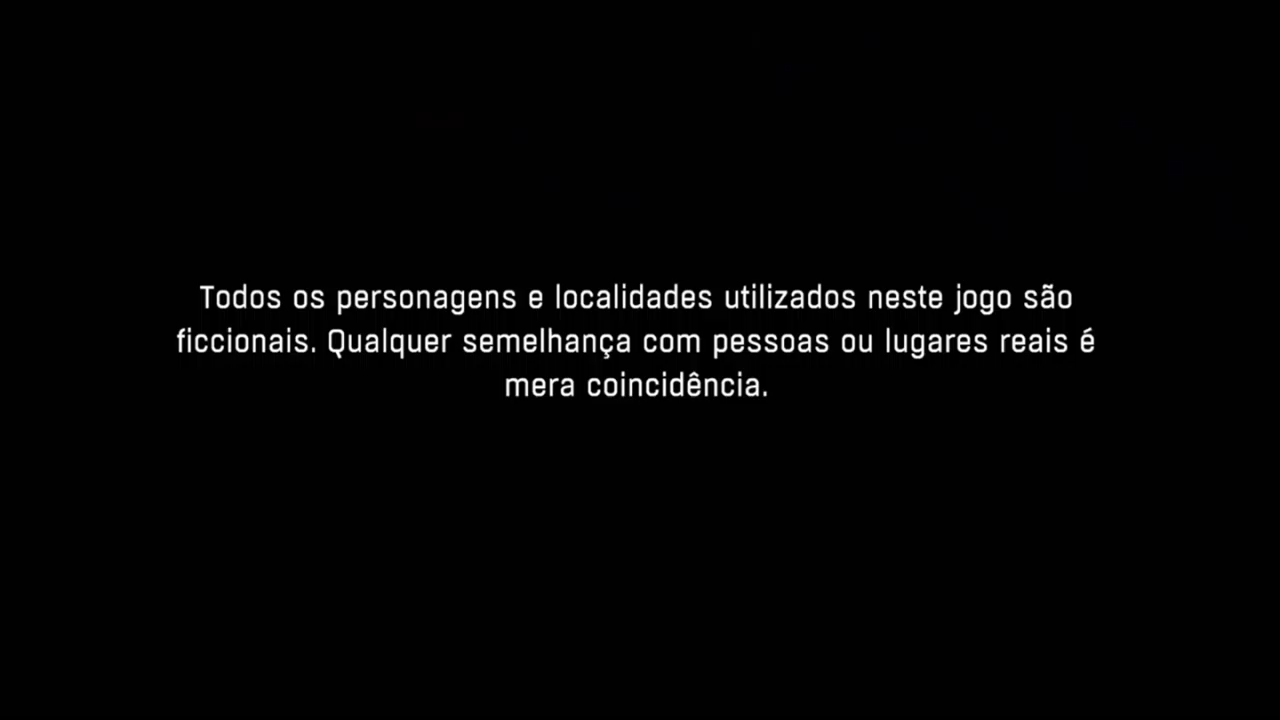 Todos os personagens e localidades utilizados neste jogo são
ficcionais. Qualquer semelhança com pessoas ou lugares reais é
mera coincidência.